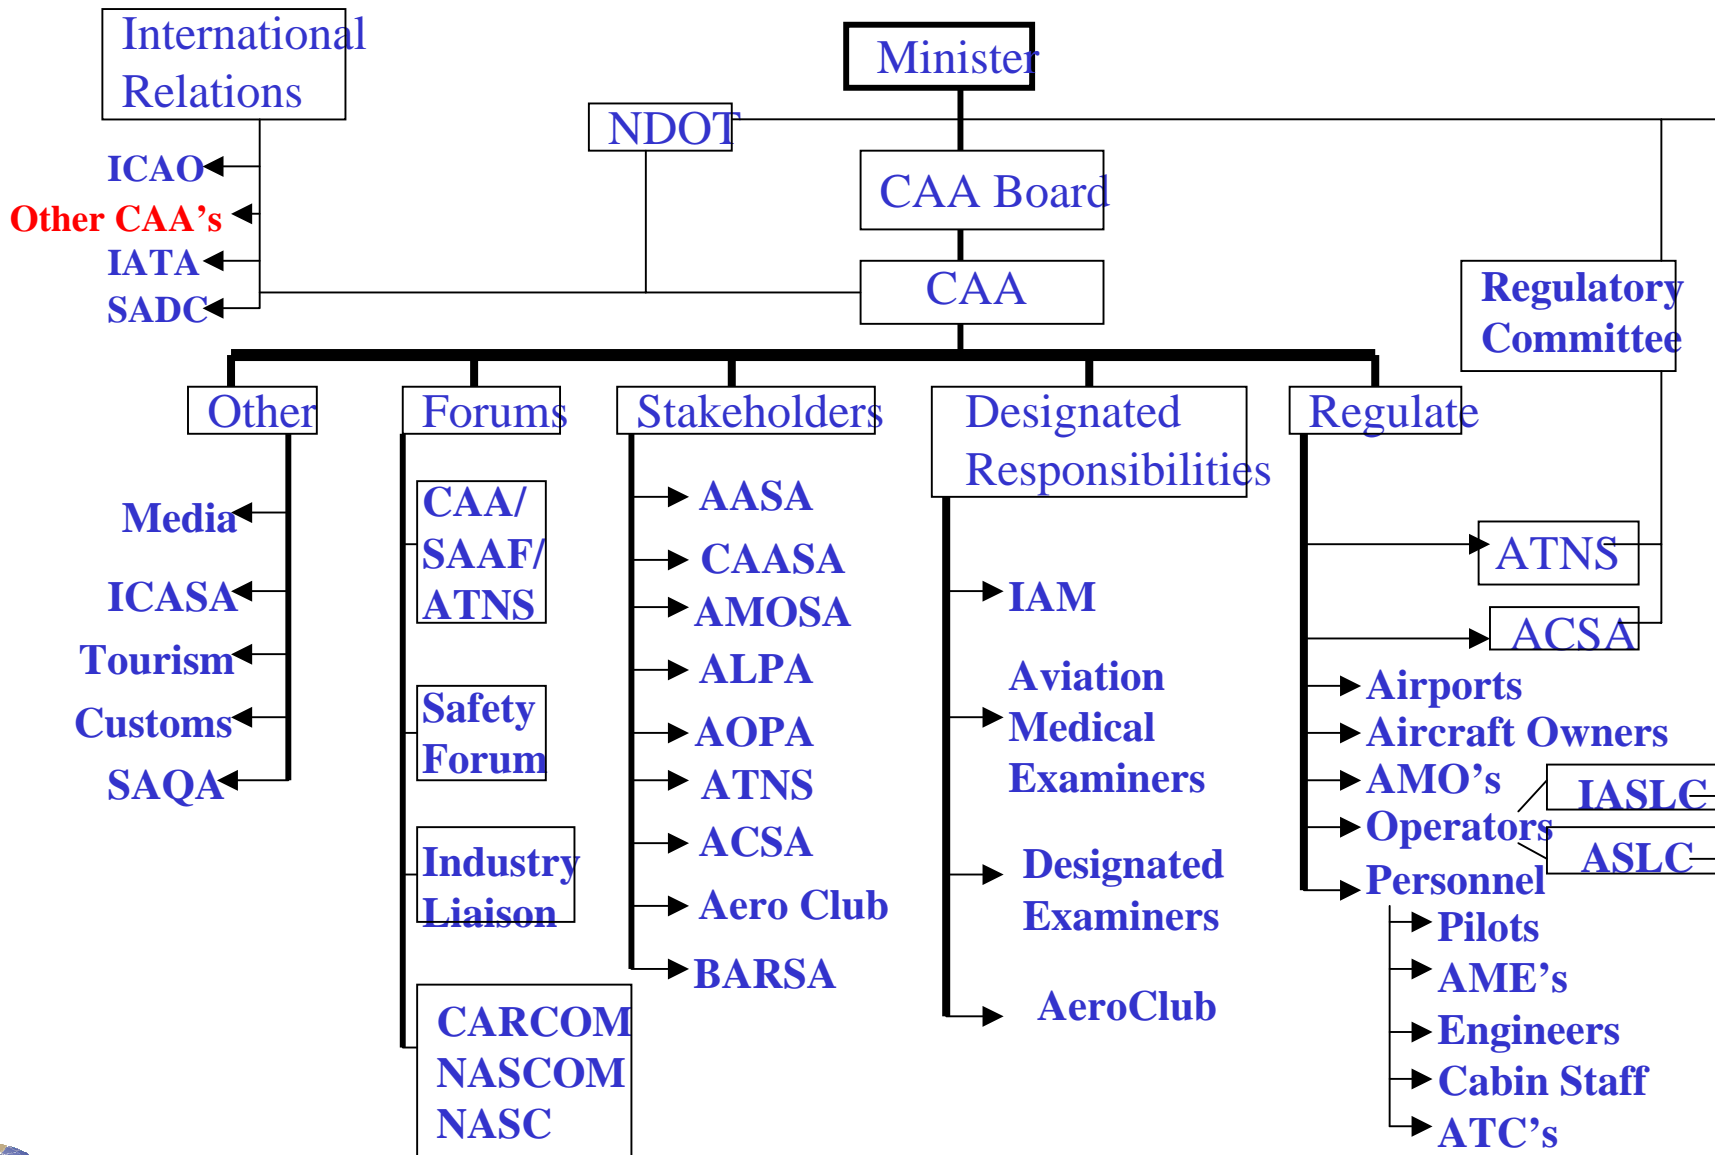 International
Relations
Minister
NDOT
ICAO
Other CAA's
IATA
SADC
CAA Board
CAA
Regulatory
Committee
Other
Media
ICASA
Tourism
Customs
SAQA
Forums
CAA/
SAAF/
ATNS
Safety
Forum
Industry
Liaison
CARCOM
NASCOM
NASC
Stakeholders
AASA
CAASA
AMOSA
ALPA
AOPA
ATNS
ACSA
Aero Club
BARSA
Designated
Responsibilities
IAM
Aviation
Medical
Examiners
Designated
Examiners
AeroClub
Regulate
ATNS
ACSA
Airports
Aircraft Owners
AMO's
Operators
IASLC
ASLC
Personnel
Pilots
AME's
Engineers
Cabin Staff
ATC's